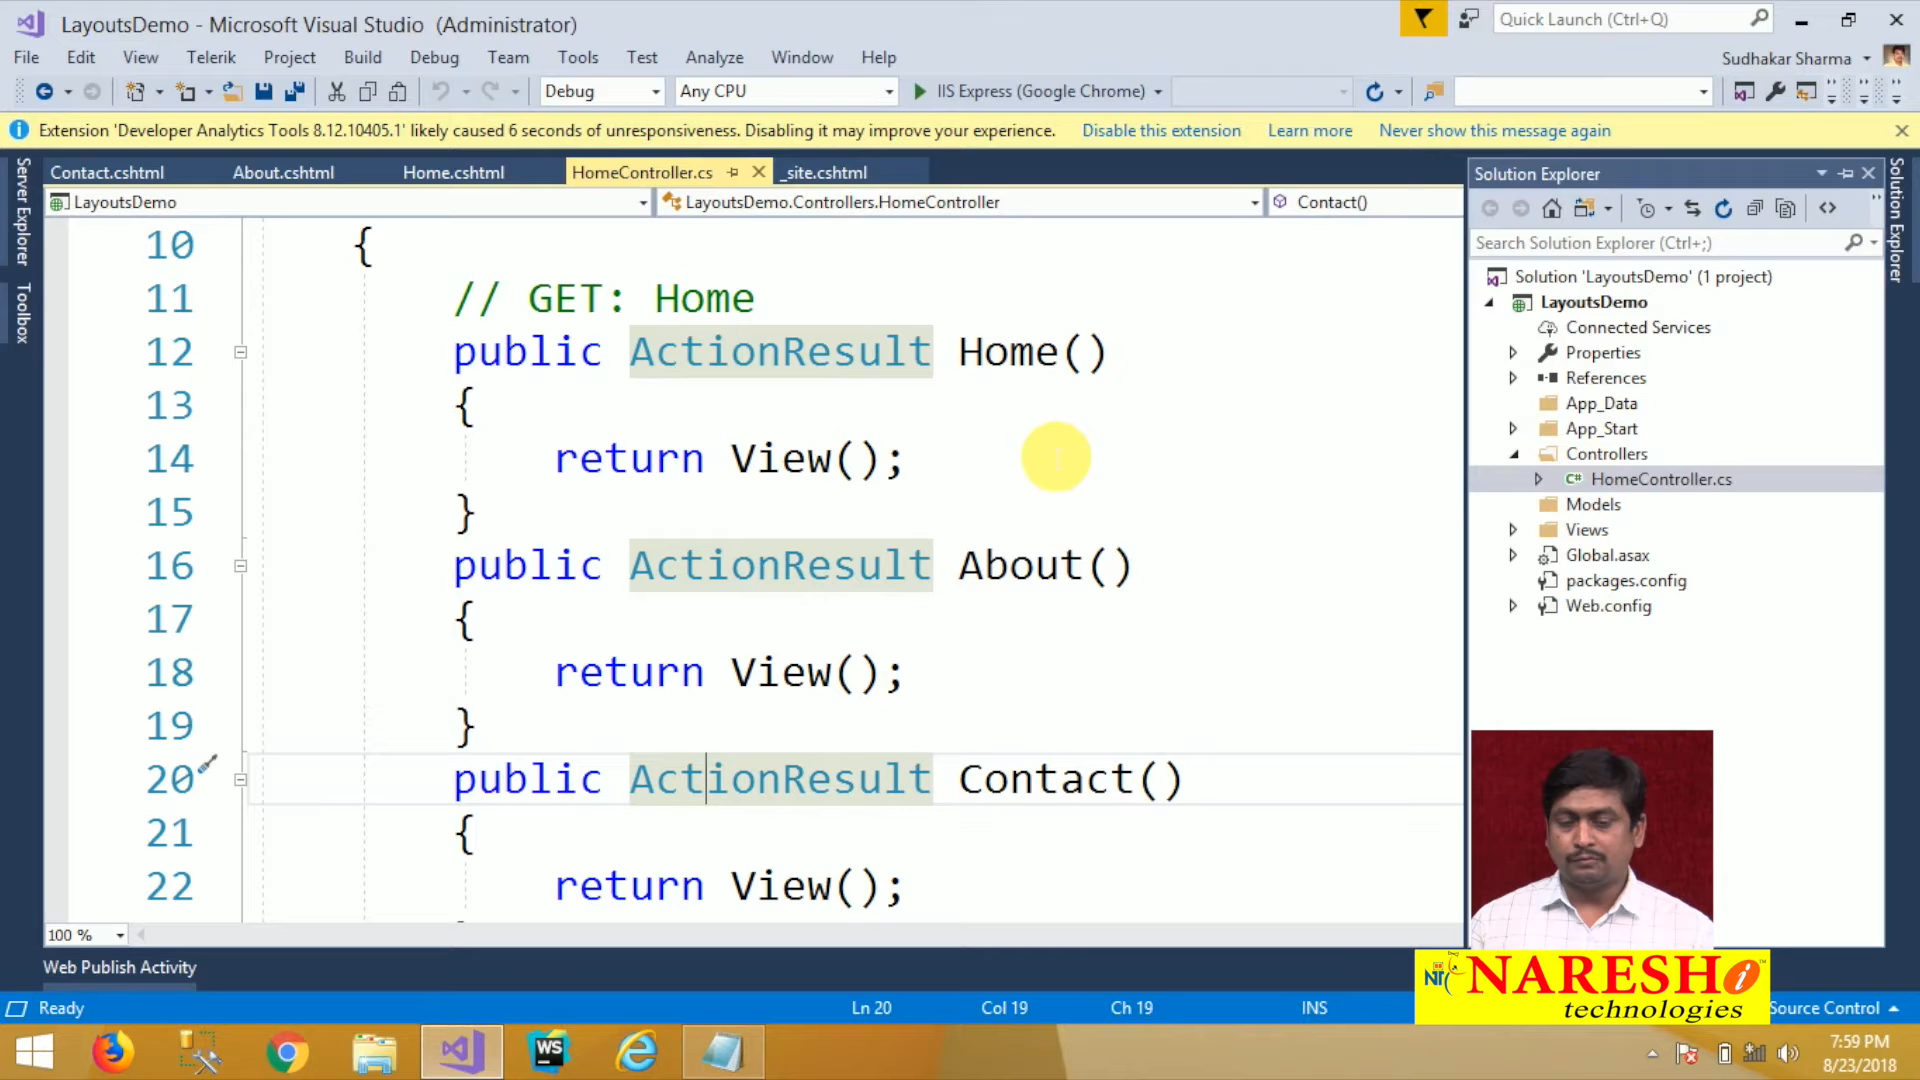 LayoutsDemo - Microsoft Visual Studio (Administrator)
Quick Launch (Ctrl+Q)
File Edit View Telerik Project Build Debug Team Tools Test Analyze Window Help
Sudhakar Sharma
Debug Any CPU IIS Express (Google Chrome)
Extension 'Developer Analytics Tools 8.12.10405.1' likely caused 6 seconds of unresponsiveness. Disabling it may improve your experience. Disable this extension Learn more Never show this message again
Server Explorer
Toolbox
Contact.cshtml About.cshtml Home.cshtml HomeController.cs _site.cshtml
LayoutsDemo LayoutsDemo.Controllers.HomeController Contact()
10 {
11 // GET: Home
12 public ActionResult Home()
13 {
14 return View();
15 }
16 public ActionResult About()
17 {
18 return View();
19 }
20 public ActionResult Contact()
21 {
22 return View();
100 %
Solution Explorer
Solution Explorer
Search Solution Explorer (Ctrl+;)
Solution 'LayoutsDemo' (1 project)
LayoutsDemo
Connected Services
Properties
References
App_Data
App_Start
Controllers
C# HomeController.cs
Models
Views
Global.asax
packages.config
Web.config
Web Publish Activity
Ready Ln 20 Col 19 Ch 19 INS Source Control
NARESH i
technologies
WS
7:59 PM
8/23/2018